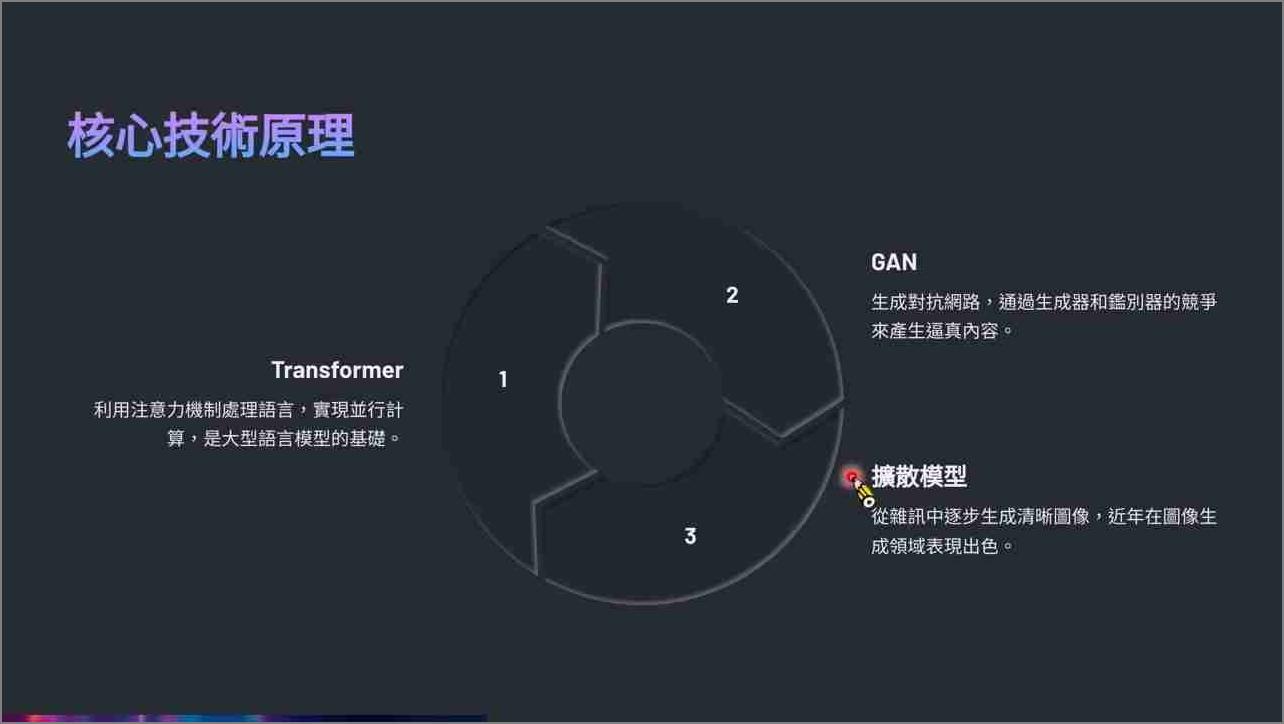 核心技術原理
Transformer
利用注意力機制處理語言，實現並行計
算，是大型語言模型的基礎。
1
2
3
GAN
生成對抗網路，通過生成器和鑑別器的競爭
來產生逼真內容。
擴散模型
從雜訊中逐步生成清晰圖像，近年在圖像生
成領域表現出色。